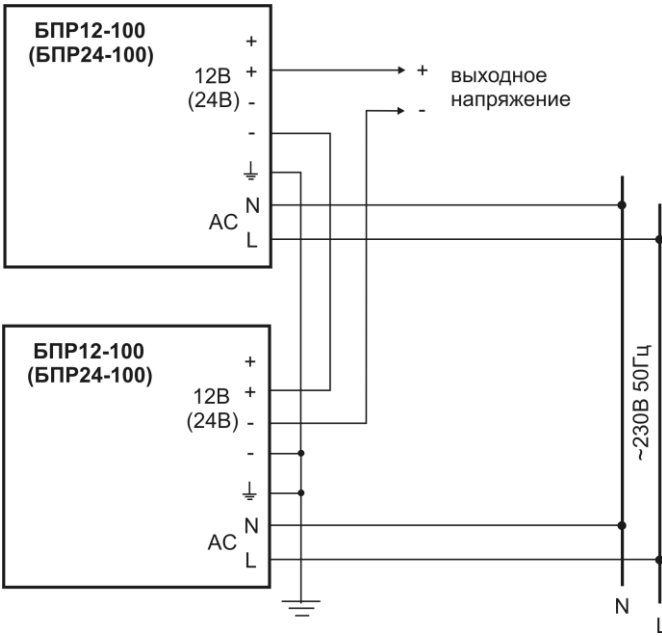 БПР12-100
(БПР24-100)
+
12В +
(24В) -
-
N
AC
L
+ выходное
- напряжение
БПР12-100
(БПР24-100)
+
12В +
(24В) -
-
N
AC
L
~230В 50Гц
N
L